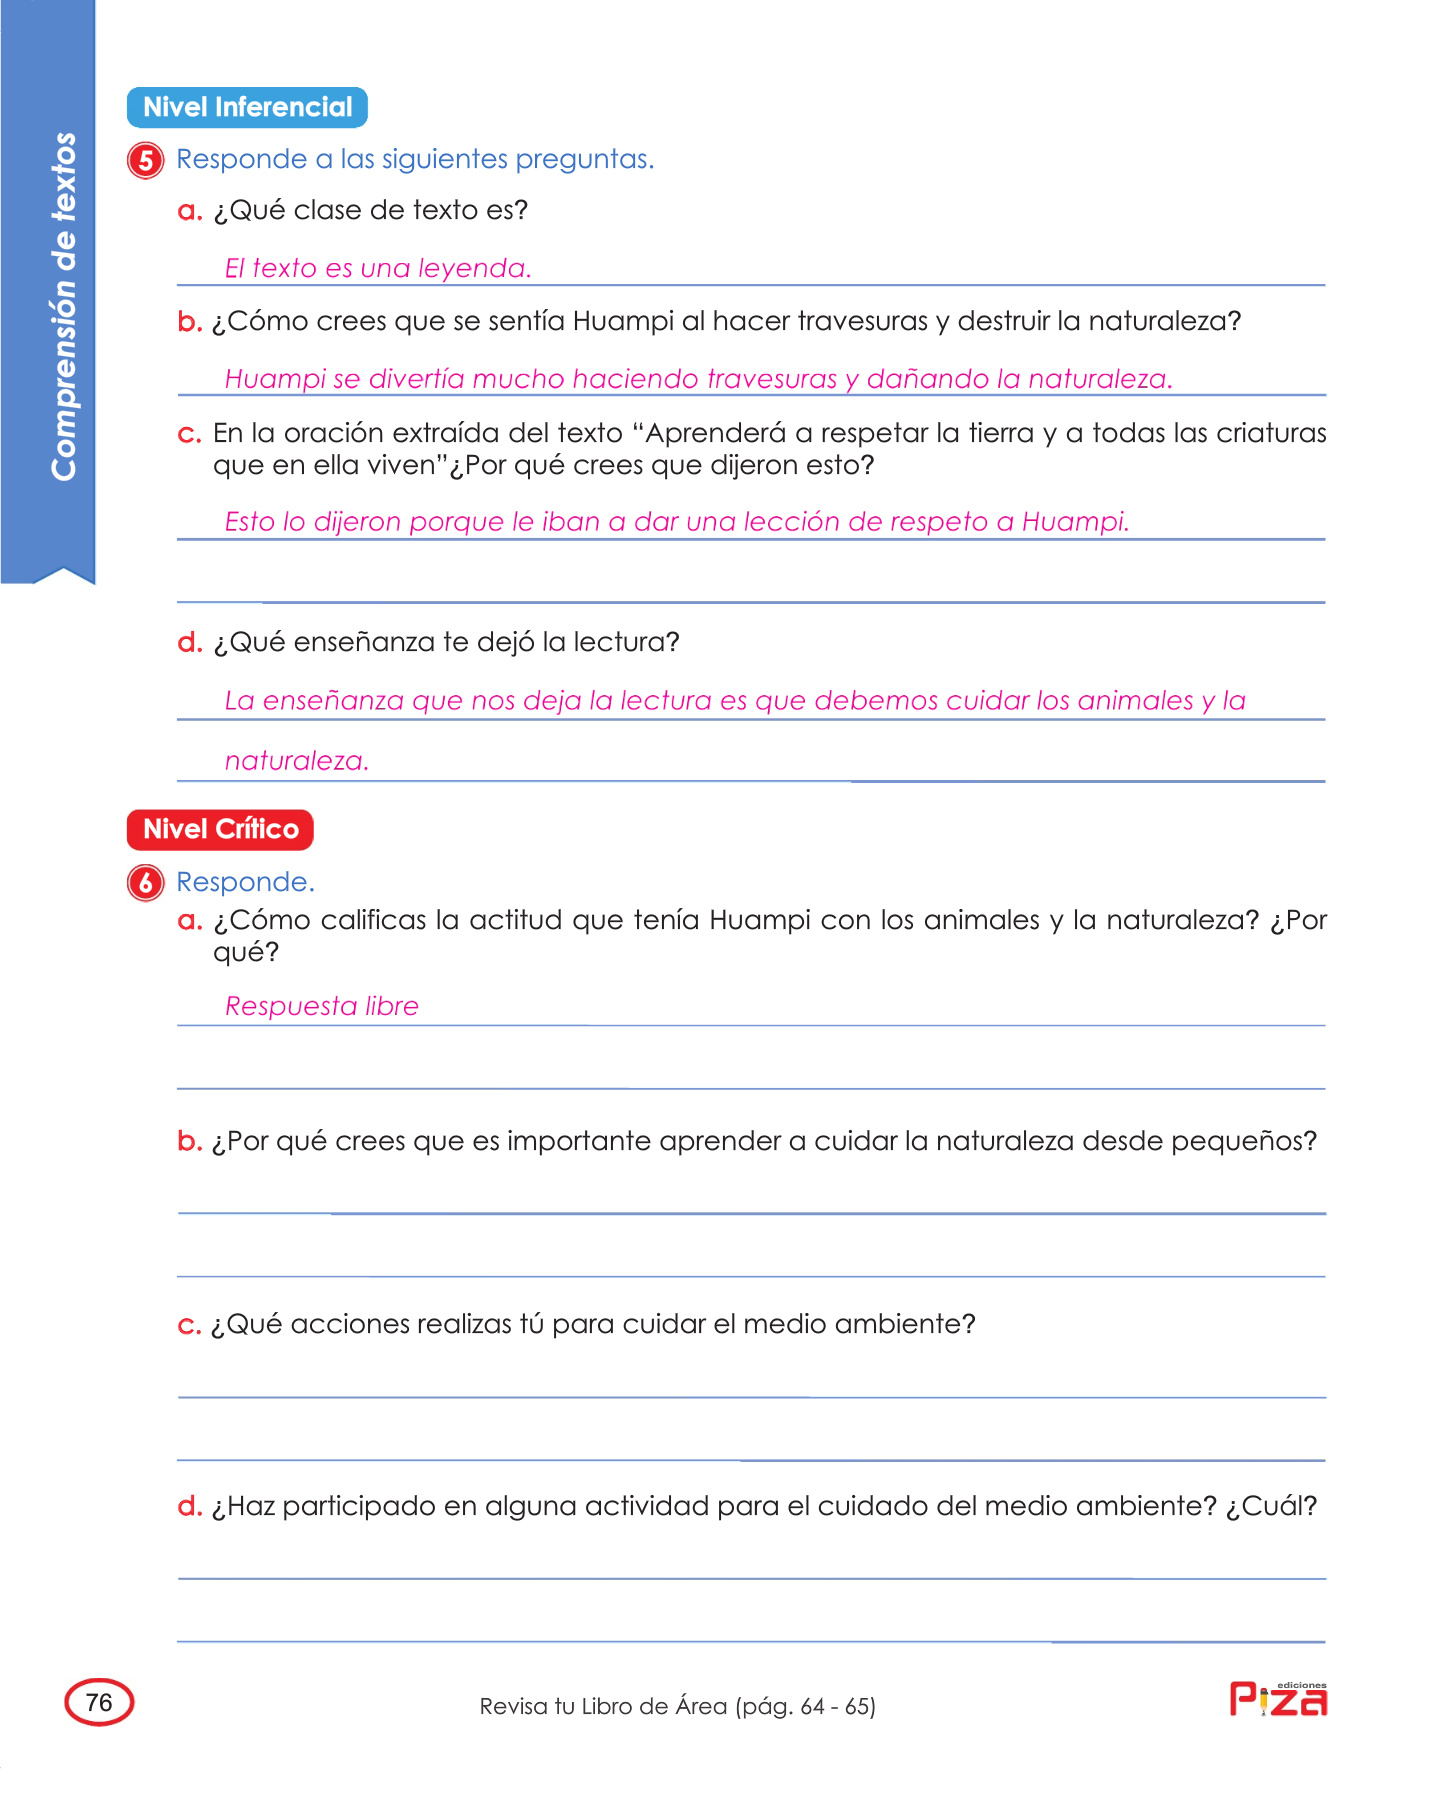 Comprensión de textos
Nivel Inferencial
5 Responde a las siguientes preguntas.
a. ¿Qué clase de texto es?
El texto es una leyenda.
b. ¿Cómo crees que se sentía Huampi al hacer travesuras y destruir la naturaleza?
Huampi se divertía mucho haciendo travesuras y dañando la naturaleza.
c. En la oración extraída del texto “Aprenderá a respetar la tierra y a todas las criaturas
que en ella viven”¿Por qué crees que dijeron esto?
Esto lo dijeron porque le iban a dar una lección de respeto a Huampi.
d. ¿Qué enseñanza te dejó la lectura?
La enseñanza que nos deja la lectura es que debemos cuidar los animales y la
naturaleza.
Nivel Crítico
6 Responde.
a. ¿Cómo calificas la actitud que tenía Huampi con los animales y la naturaleza? ¿Por
qué?
Respuesta libre
b. ¿Por qué crees que es importante aprender a cuidar la naturaleza desde pequeños?
c. ¿Qué acciones realizas tú para cuidar el medio ambiente?
d. ¿Haz participado en alguna actividad para el cuidado del medio ambiente? ¿Cuál?
76
Revisa tu Libro de Área (pág. 64 - 65)
ediciones
Piza